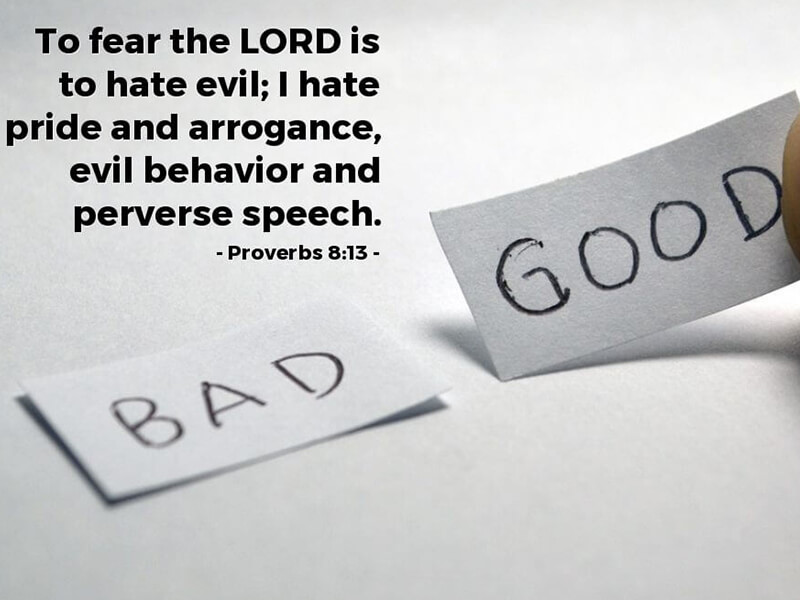 To fear the LORD is
to hate evil; I hate
pride and arrogance,
evil behavior and
perverse speech.
- Proverbs 8:13 -
GOOD
BAD